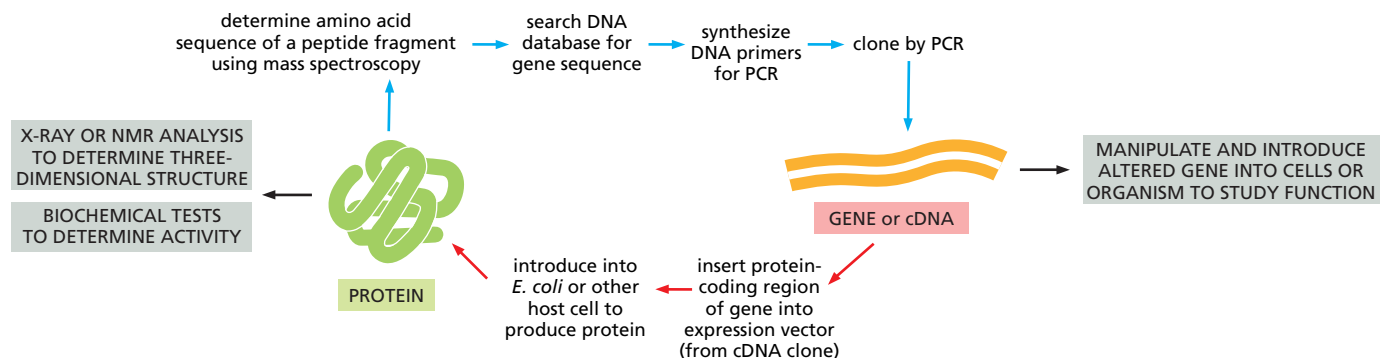 determine amino acid
sequence of a peptide fragment
using mass spectroscopy
search DNA
database for
gene sequence
synthesize
DNA primers
for PCR
clone by PCR
X-RAY OR NMR ANALYSIS
TO DETERMINE THREE-
DIMENSIONAL STRUCTURE
BIOCHEMICAL TESTS
TO DETERMINE ACTIVITY
MANIPULATE AND INTRODUCE
ALTERED GENE INTO CELLS OR
ORGANISM TO STUDY FUNCTION
GENE or cDNA
PROTEIN
introduce into
E. coli or other
host cell to
produce protein
insert protein-
coding region
of gene into
expression vector
(from cDNA clone)